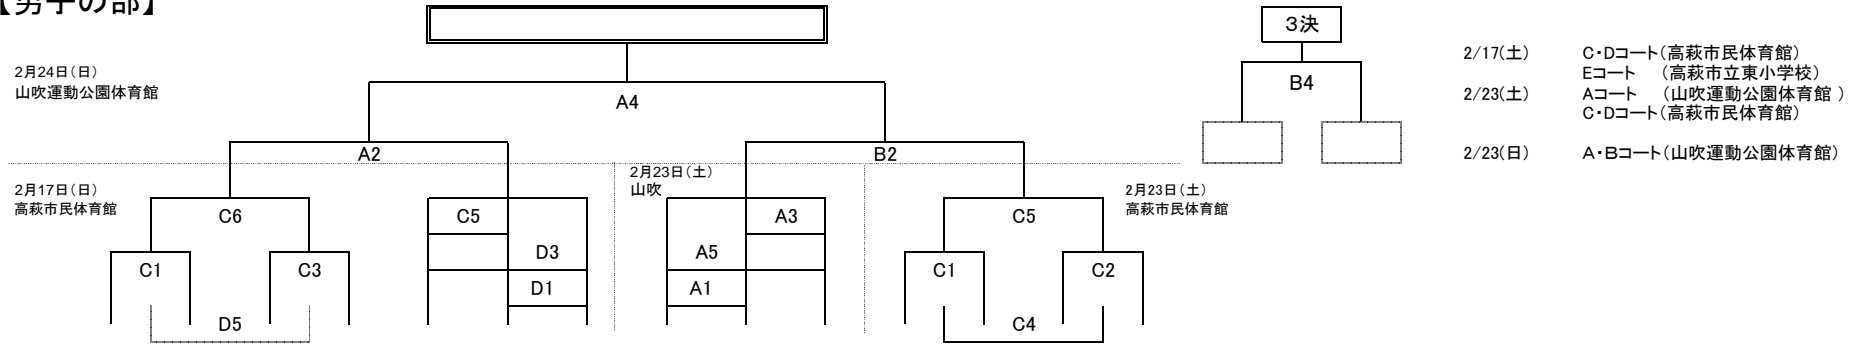 【男子の部】
3決
2/17(土) C・Dコート(高萩市民体育館)
Eコート (高萩市立東小学校)
2/23(土) Aコート (山吹運動公園体育館 )
C・Dコート(高萩市民体育館)
2/23(日) A・Bコート(山吹運動公園体育館)
2月24日(日)
山吹運動公園体育館
A4
B4
A2
B2
2月17日(日)
高萩市民体育館
2月23日(土)
山吹
2月23日(土)
高萩市民体育館
C6
C5
A3
C5
D3
A5
C1
C3
D1
A1
C1
C2
D5
C4